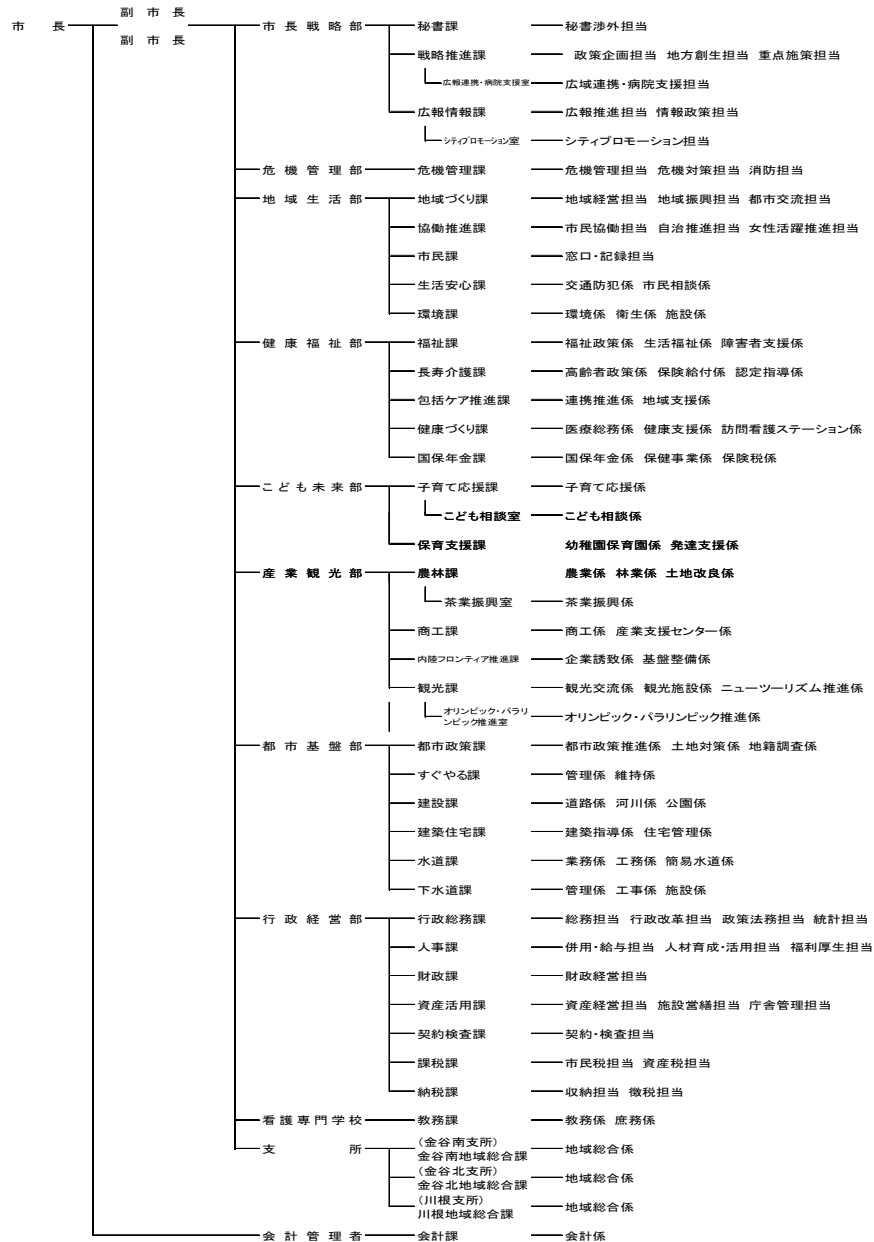 副市長
市長 市長戦略部 秘書課 秘書渉外担当
副市長
戦略推進課 政策企画担当 地方創生担当 重点施策担当
広報連携・病院支援室 広域連携・病院支援担当
広報情報課 広報推進担当 情報政策担当
シティプロモーション室 シティプロモーション担当
危機管理部 危機管理課 危機管理担当 危機対策担当 消防担当
地域生活部 地域づくり課 地域経営担当 地域振興担当 都市交流担当
協働推進課 市民協働担当 自治推進担当 女性活躍推進担当
市民課 窓口・記録担当
生活安心課 交通防犯係 市民相談係
環境課 環境係 衛生係 施設係
健康福祉部 福祉課 福祉政策係 生活福祉係 障害者支援係
長寿介護課 高齢者政策係 保険給付係 認定指導係
包括ケア推進課 連携推進係 地域支援係
健康づくり課 医療総務係 健康支援係 訪問看護ステーション係
国保年金課 国保年金係 保健事業係 保険税係
こども未来部 子育て応援課 子育て応援係
こども相談室 こども相談係
保育支援課 幼稚園保育園係 発達支援係
産業観光部 農林課 農業係 林業係 土地改良係
茶業振興室 茶業振興係
商工課 商工係 産業支援センター係
内陸フロンティア推進課 企業誘致係 基盤整備係
観光課 観光交流係 観光施設係 ニューツーリズム推進係
オリンピック・パラリ
ンピック推進室 オリンピック・パラリンピック推進係
都市基盤部 都市政策課 都市政策推進係 土地対策係 地籍調査係
すぐやる課 管理係 維持係
建設課 道路係 河川係 公園係
建築住宅課 建築指導係 住宅管理係
水道課 業務係 工務係 簡易水道係
下水道課 管理係 工事係 施設係
行政経営部 行政総務課 総務担当 行政改革担当 政策法務担当 統計担当
人事課 併用・給与担当 人材育成・活用担当 福利厚生担当
財政課 財政経営担当
資産活用課 資産経営担当 施設営繕担当 庁舎管理担当
契約検査課 契約・検査担当
課税課 市民税担当 資産税担当
納税課 収納担当 徴税担当
看護専門学校 教務課 教務係 庶務係
支所 (金谷南支所)
金谷南地域総合課 地域総合係
(金谷北支所)
金谷北地域総合課 地域総合係
(川根支所)
川根地域総合課 地域総合係
会計管理者 会計課 会計係